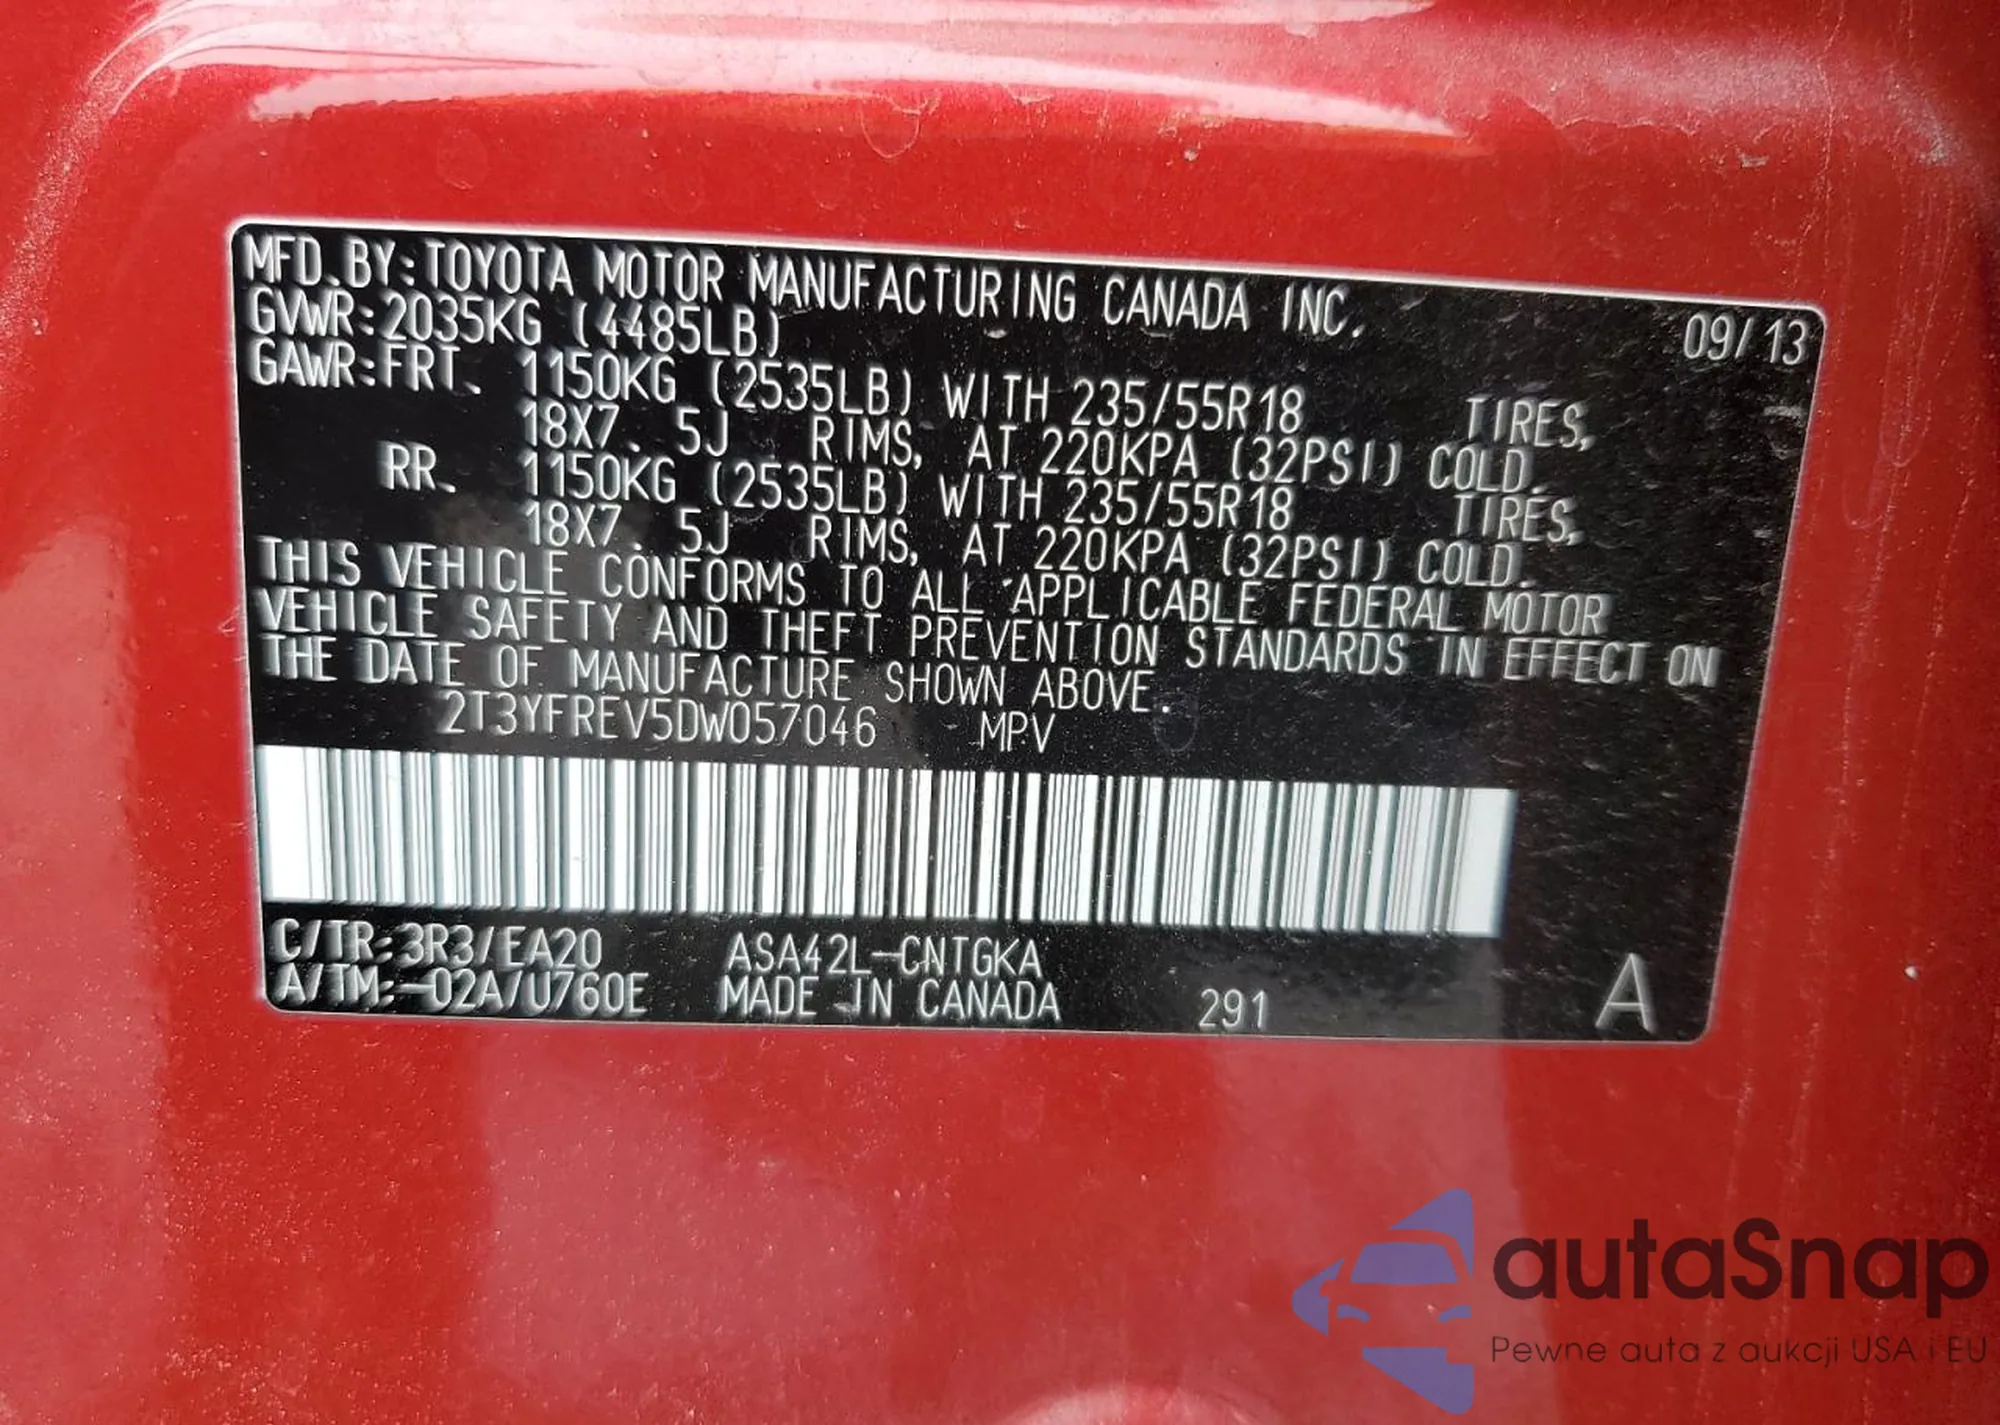 MFD.BY:TOYOTA MOTOR MANUFACTURING CANADA INC. 09/13
GVWR:2035KG (4485LB)
GAWR:FRT. 1150KG (2535LB) WITH 235/55R18 TIRES,
18X7.5J RIMS, AT 220KPA (32PSI) COLD.
RR. 1150KG (2535LB) WITH 235/55R18 TIRES,
18X7.5J RIMS, AT 220KPA (32PSI) COLD.
THIS VEHICLE CONFORMS TO ALL APPLICABLE FEDERAL MOTOR
VEHICLE SAFETY AND THEFT PREVENTION STANDARDS IN EFFECT ON
THE DATE OF MANUFACTURE SHOWN ABOVE.
2T3YFREV5DW057046 MPV
C/TR:3R3/EA20 ASA42L-CNTGKA
A/TM:-02A/U760E MADE IN CANADA 291 A
autaSnap
Pewne auta z aukcji USA i EU